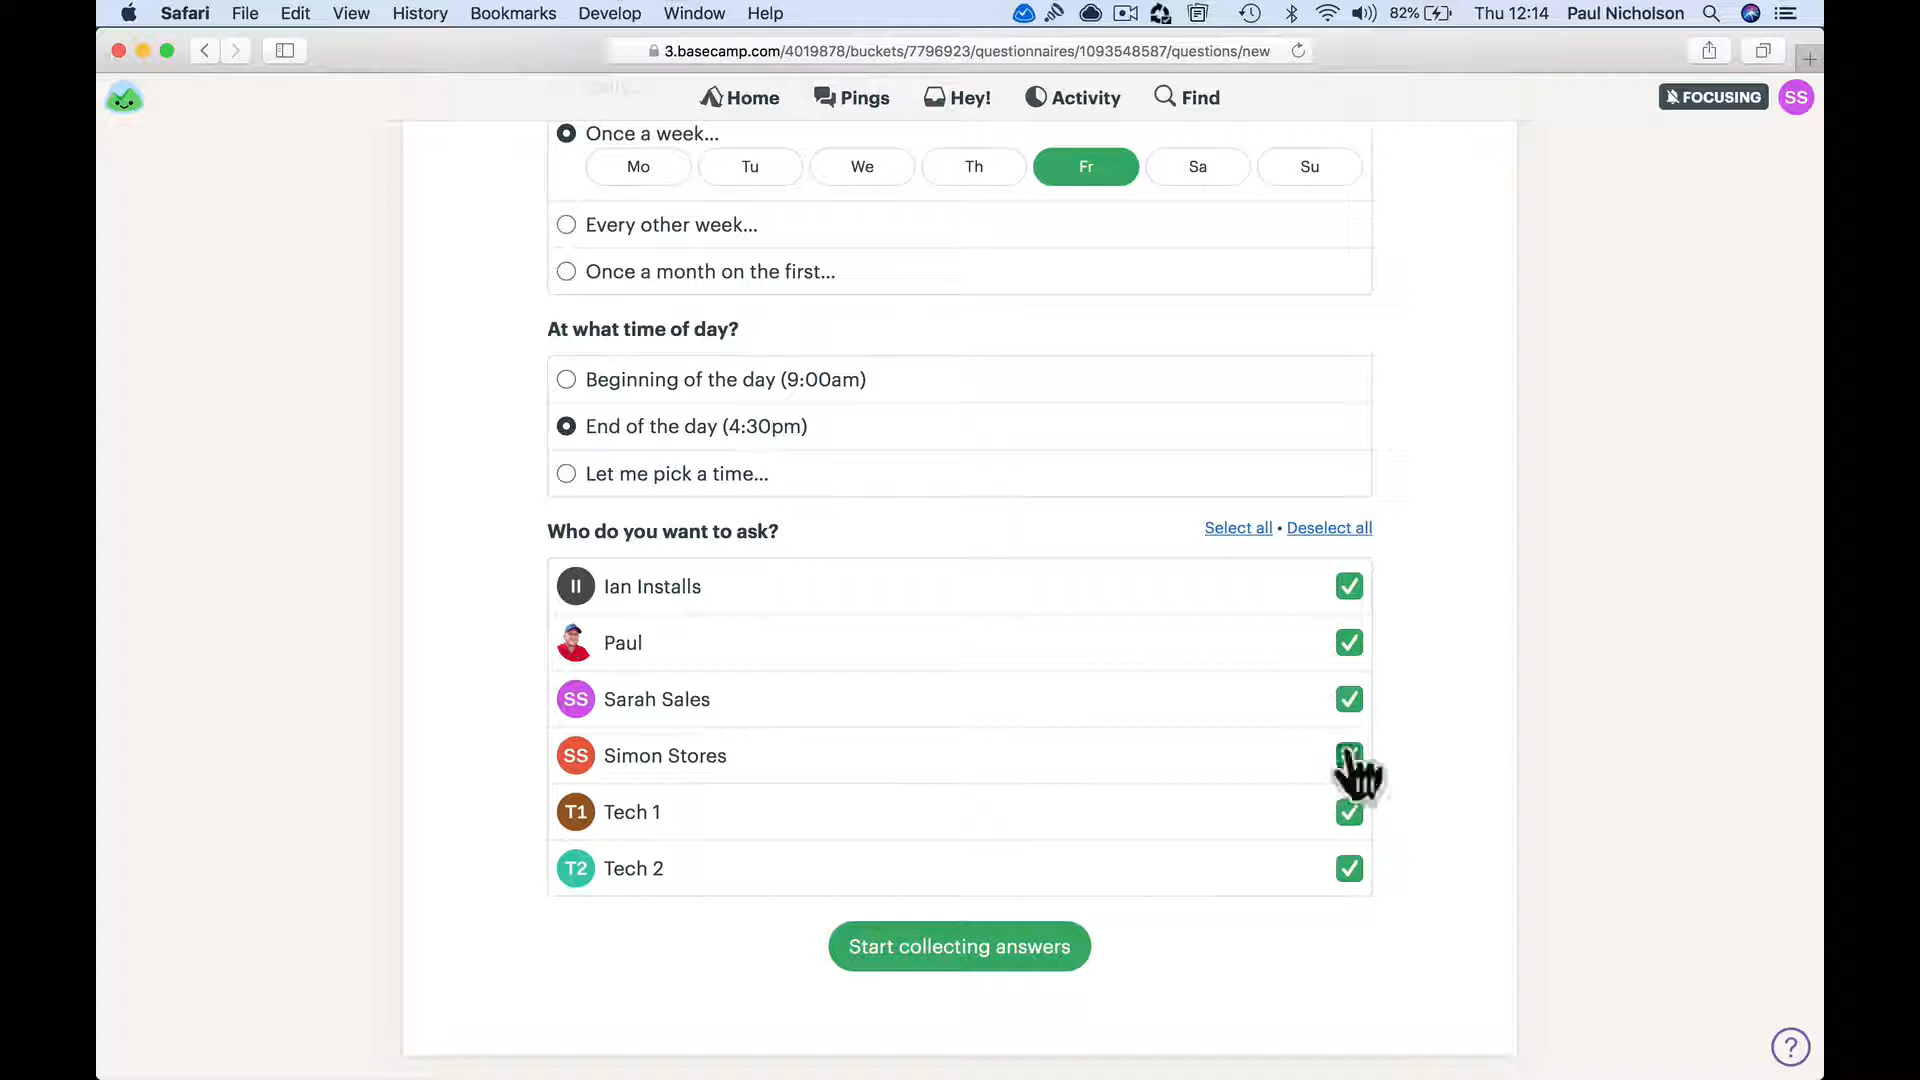 Safari File Edit View History Bookmarks Develop Window Help 82% Thu 12:14 Paul Nicholson
3.basecamp.com/4019878/buckets/7796923/questionnaires/1093548587/questions/new
Home Pings Hey! Activity Find FOCUSING SS
Once a week...
Mo Tu We Th Fr Sa Su
Every other week...
Once a month on the first...
At what time of day?
Beginning of the day (9:00am)
End of the day (4:30pm)
Let me pick a time...
Who do you want to ask? Select all • Deselect all
II Ian Installs
Paul
SS Sarah Sales
SS Simon Stores
T1 Tech 1
T2 Tech 2
Start collecting answers
?